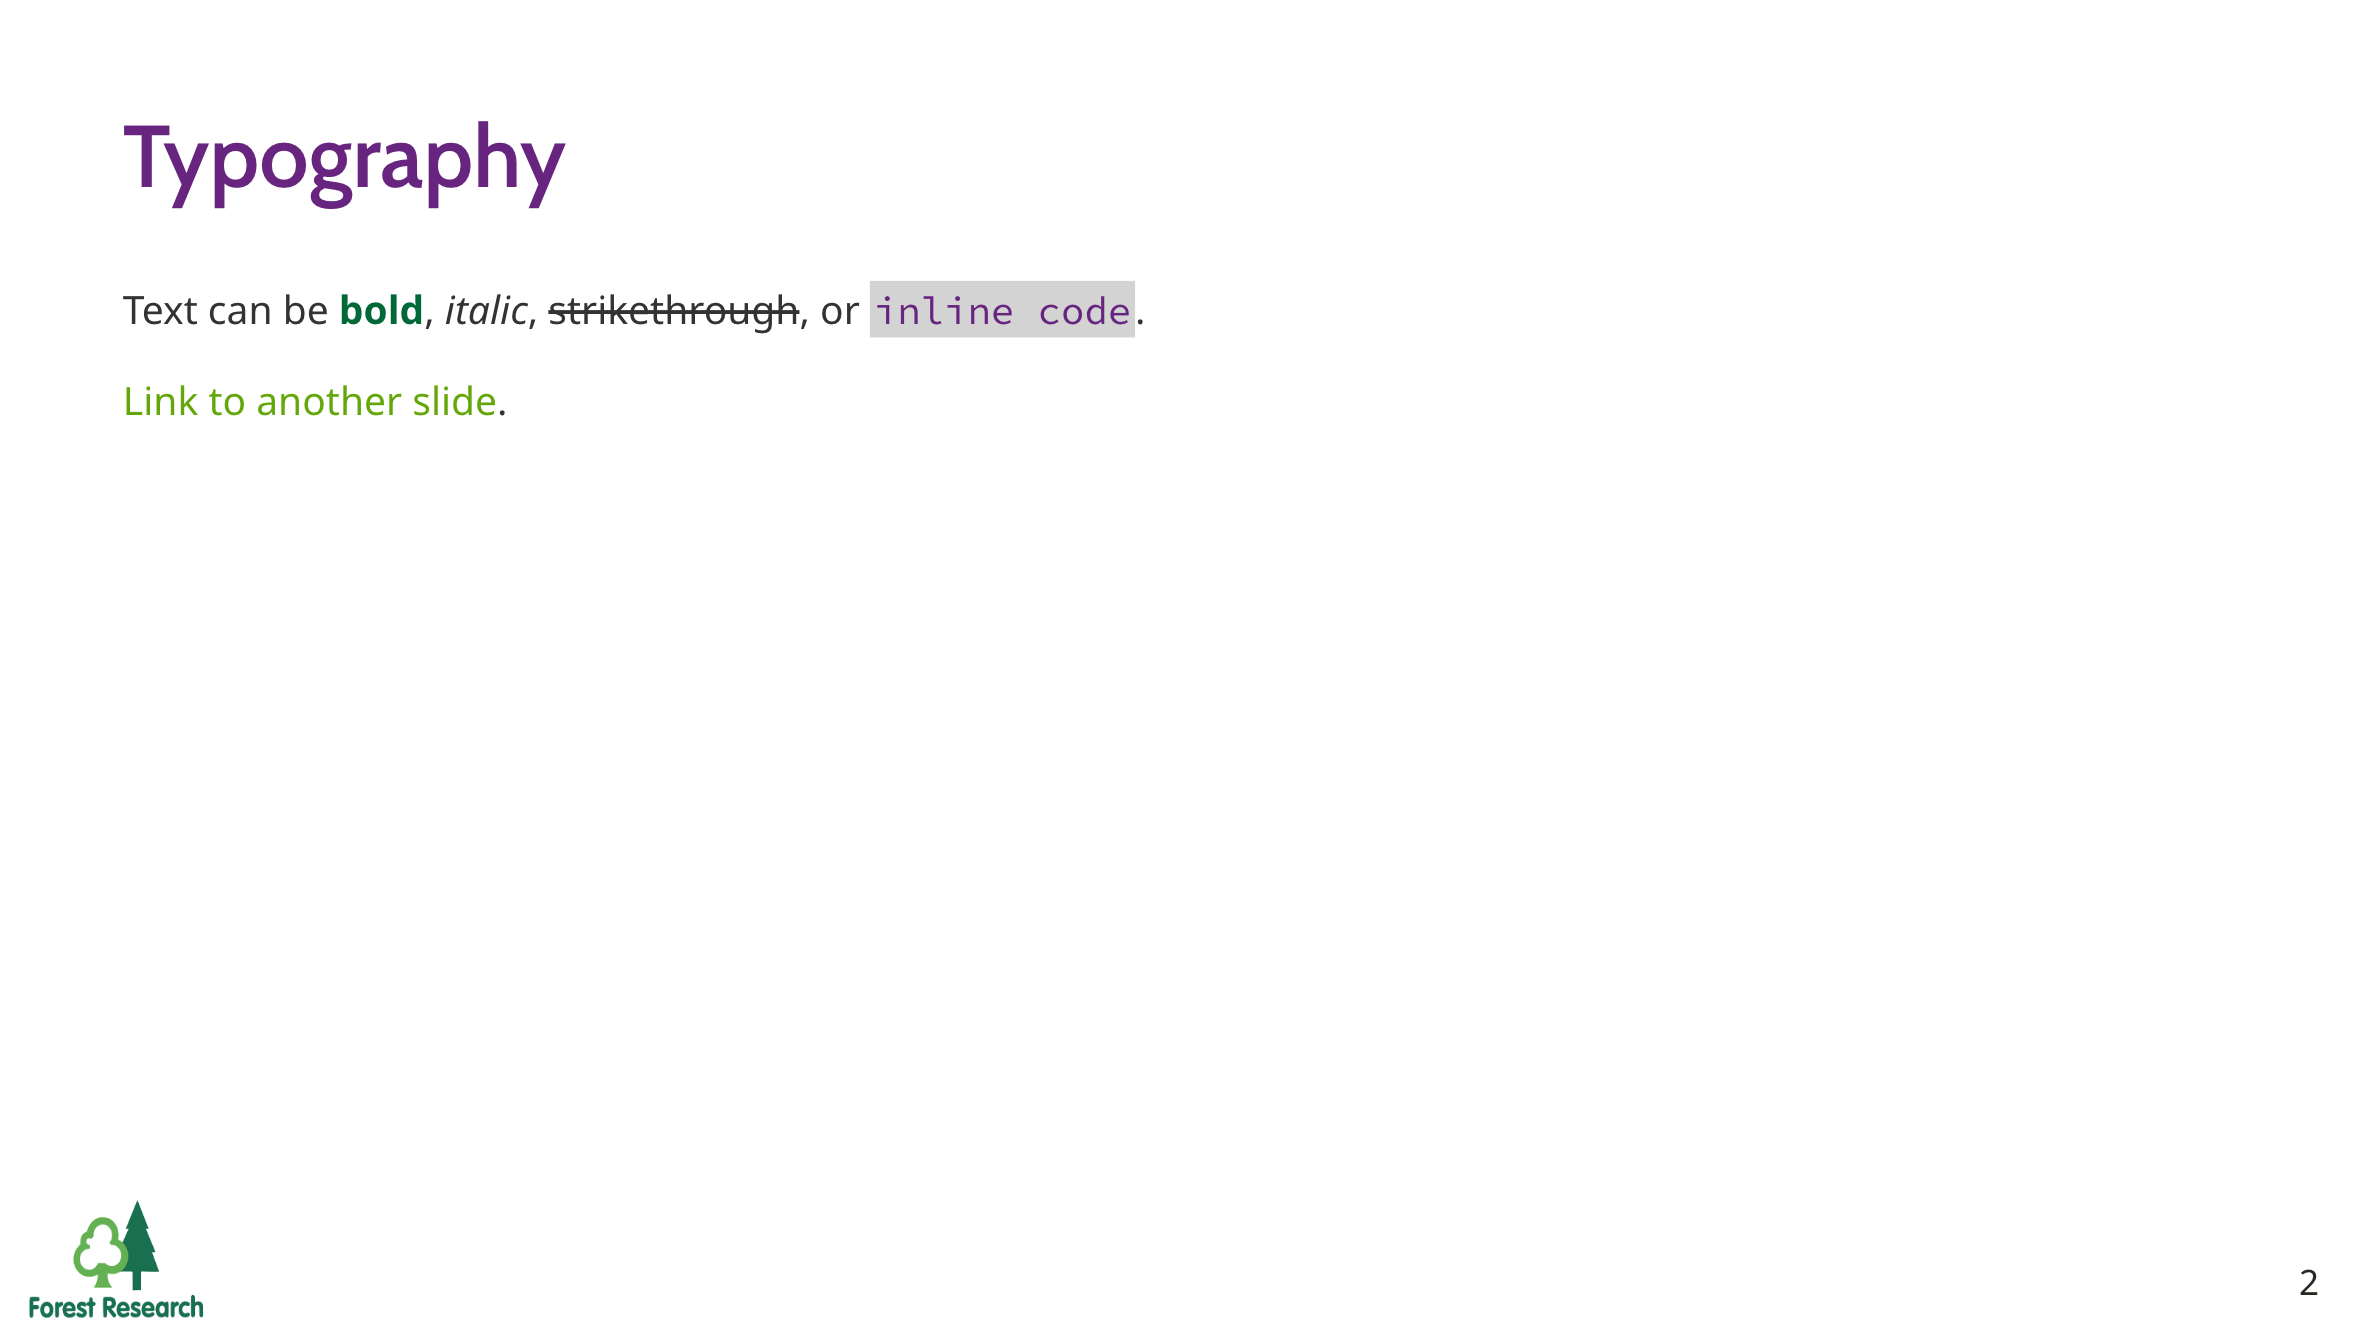 Typography
Text can be bold, italic, strikethrough, or inline code.
Link to another slide.
Forest Research
2